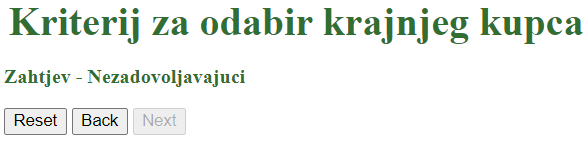 Kriterij za odabir krajnjeg kupca
Zahtjev - Nezadovoljavajuci
Reset Back Next